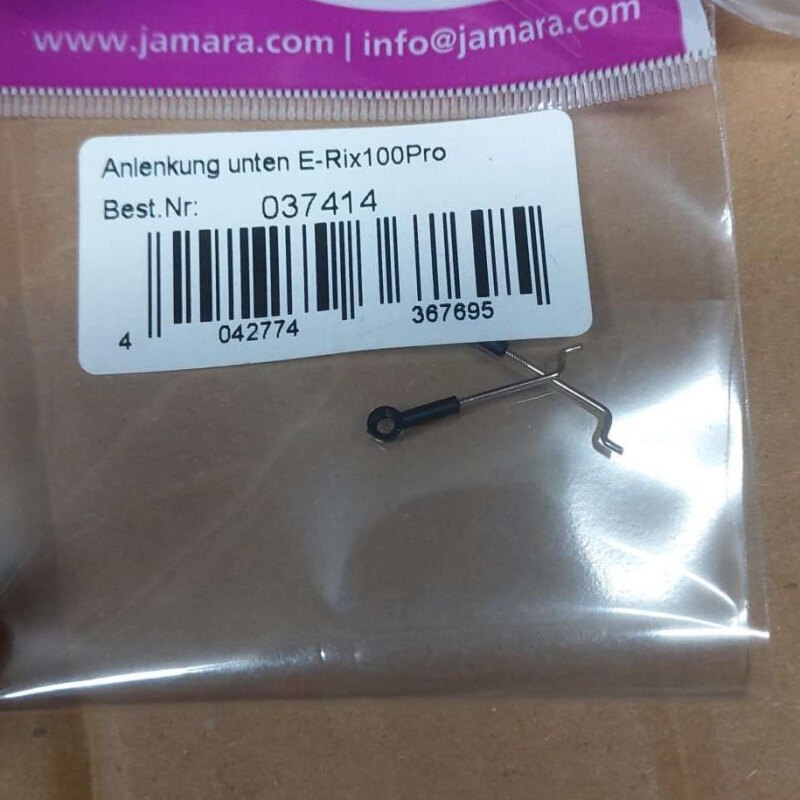 www.jamara.com | info@jamara.com
Anlenkung unten E-Rix100Pro
Best.Nr: 037414
4 042774 367695